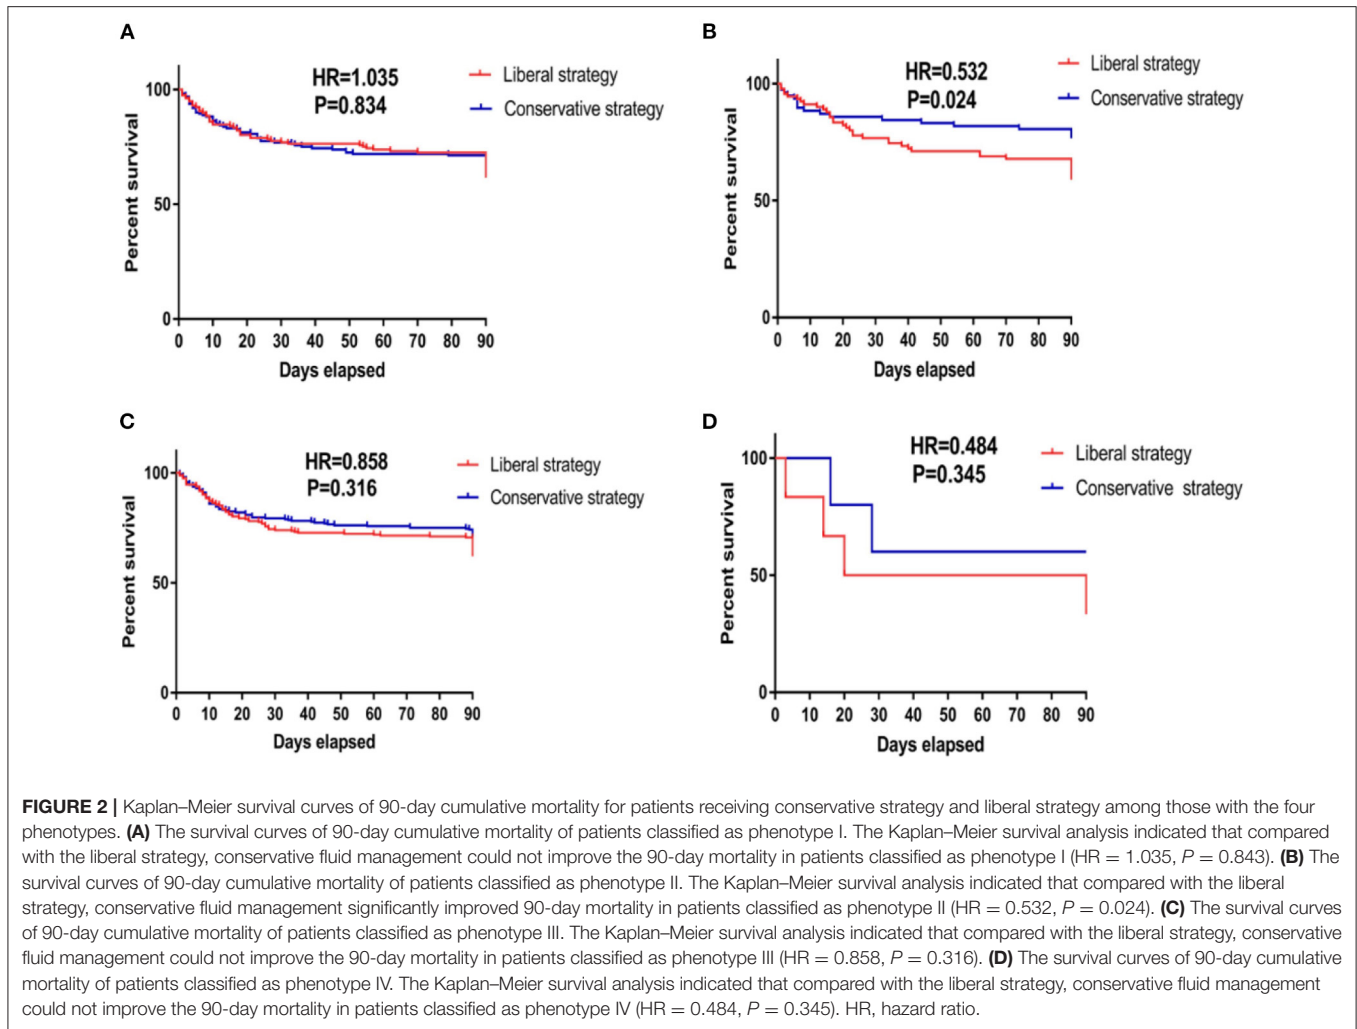 A
HR=1.035
P=0.834
Liberal strategy
Conservative strategy
Percent survival
100
50
0
0 10 20 30 40 50 60 70 80 90
Days elapsed
B
HR=0.532
P=0.024
Liberal strategy
Conservative strategy
Percent survival
100
50
0
0 10 20 30 40 50 60 70 80 90
Days elapsed
C
HR=0.858
P=0.316
Liberal strategy
Conservative strategy
Percent survival
100
50
0
0 10 20 30 40 50 60 70 80 90
Days elapsed
D
HR=0.484
P=0.345
Liberal strategy
Conservative strategy
Percent survival
100
50
0
0 10 20 30 40 50 60 70 80 90
Days elapsed
FIGURE 2 | Kaplan–Meier survival curves of 90-day cumulative mortality for patients receiving conservative strategy and liberal strategy among those with the four
phenotypes. (A) The survival curves of 90-day cumulative mortality of patients classified as phenotype I. The Kaplan–Meier survival analysis indicated that compared
with the liberal strategy, conservative fluid management could not improve the 90-day mortality in patients classified as phenotype I (HR = 1.035, P = 0.843). (B) The
survival curves of 90-day cumulative mortality of patients classified as phenotype II. The Kaplan–Meier survival analysis indicated that compared with the liberal
strategy, conservative fluid management significantly improved 90-day mortality in patients classified as phenotype II (HR = 0.532, P = 0.024). (C) The survival curves
of 90-day cumulative mortality of patients classified as phenotype III. The Kaplan–Meier survival analysis indicated that compared with the liberal strategy, conservative
fluid management could not improve the 90-day mortality in patients classified as phenotype III (HR = 0.858, P = 0.316). (D) The survival curves of 90-day cumulative
mortality of patients classified as phenotype IV. The Kaplan–Meier survival analysis indicated that compared with the liberal strategy, conservative fluid management
could not improve the 90-day mortality in patients classified as phenotype IV (HR = 0.484, P = 0.345). HR, hazard ratio.